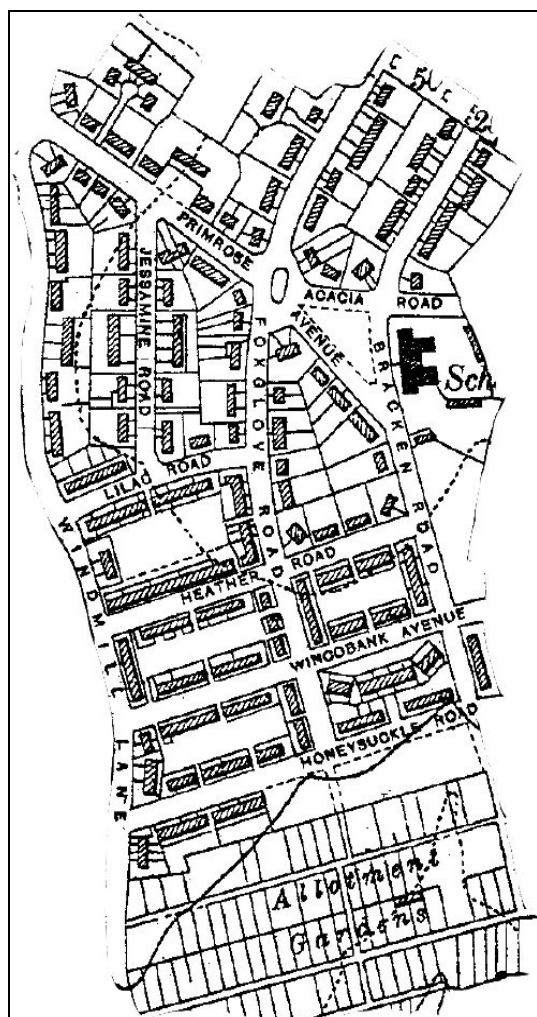 PRIMROSE
AVENUE
ACACIA ROAD
JESSAMINE ROAD
FOXGLOVE ROAD
BRACKEN ROAD
Sch
LILAC ROAD
WINDMILL LANE
HEATHER ROAD
WINCOBANK AVENUE
HONEYSUCKLE ROAD
Allotment
Gardens